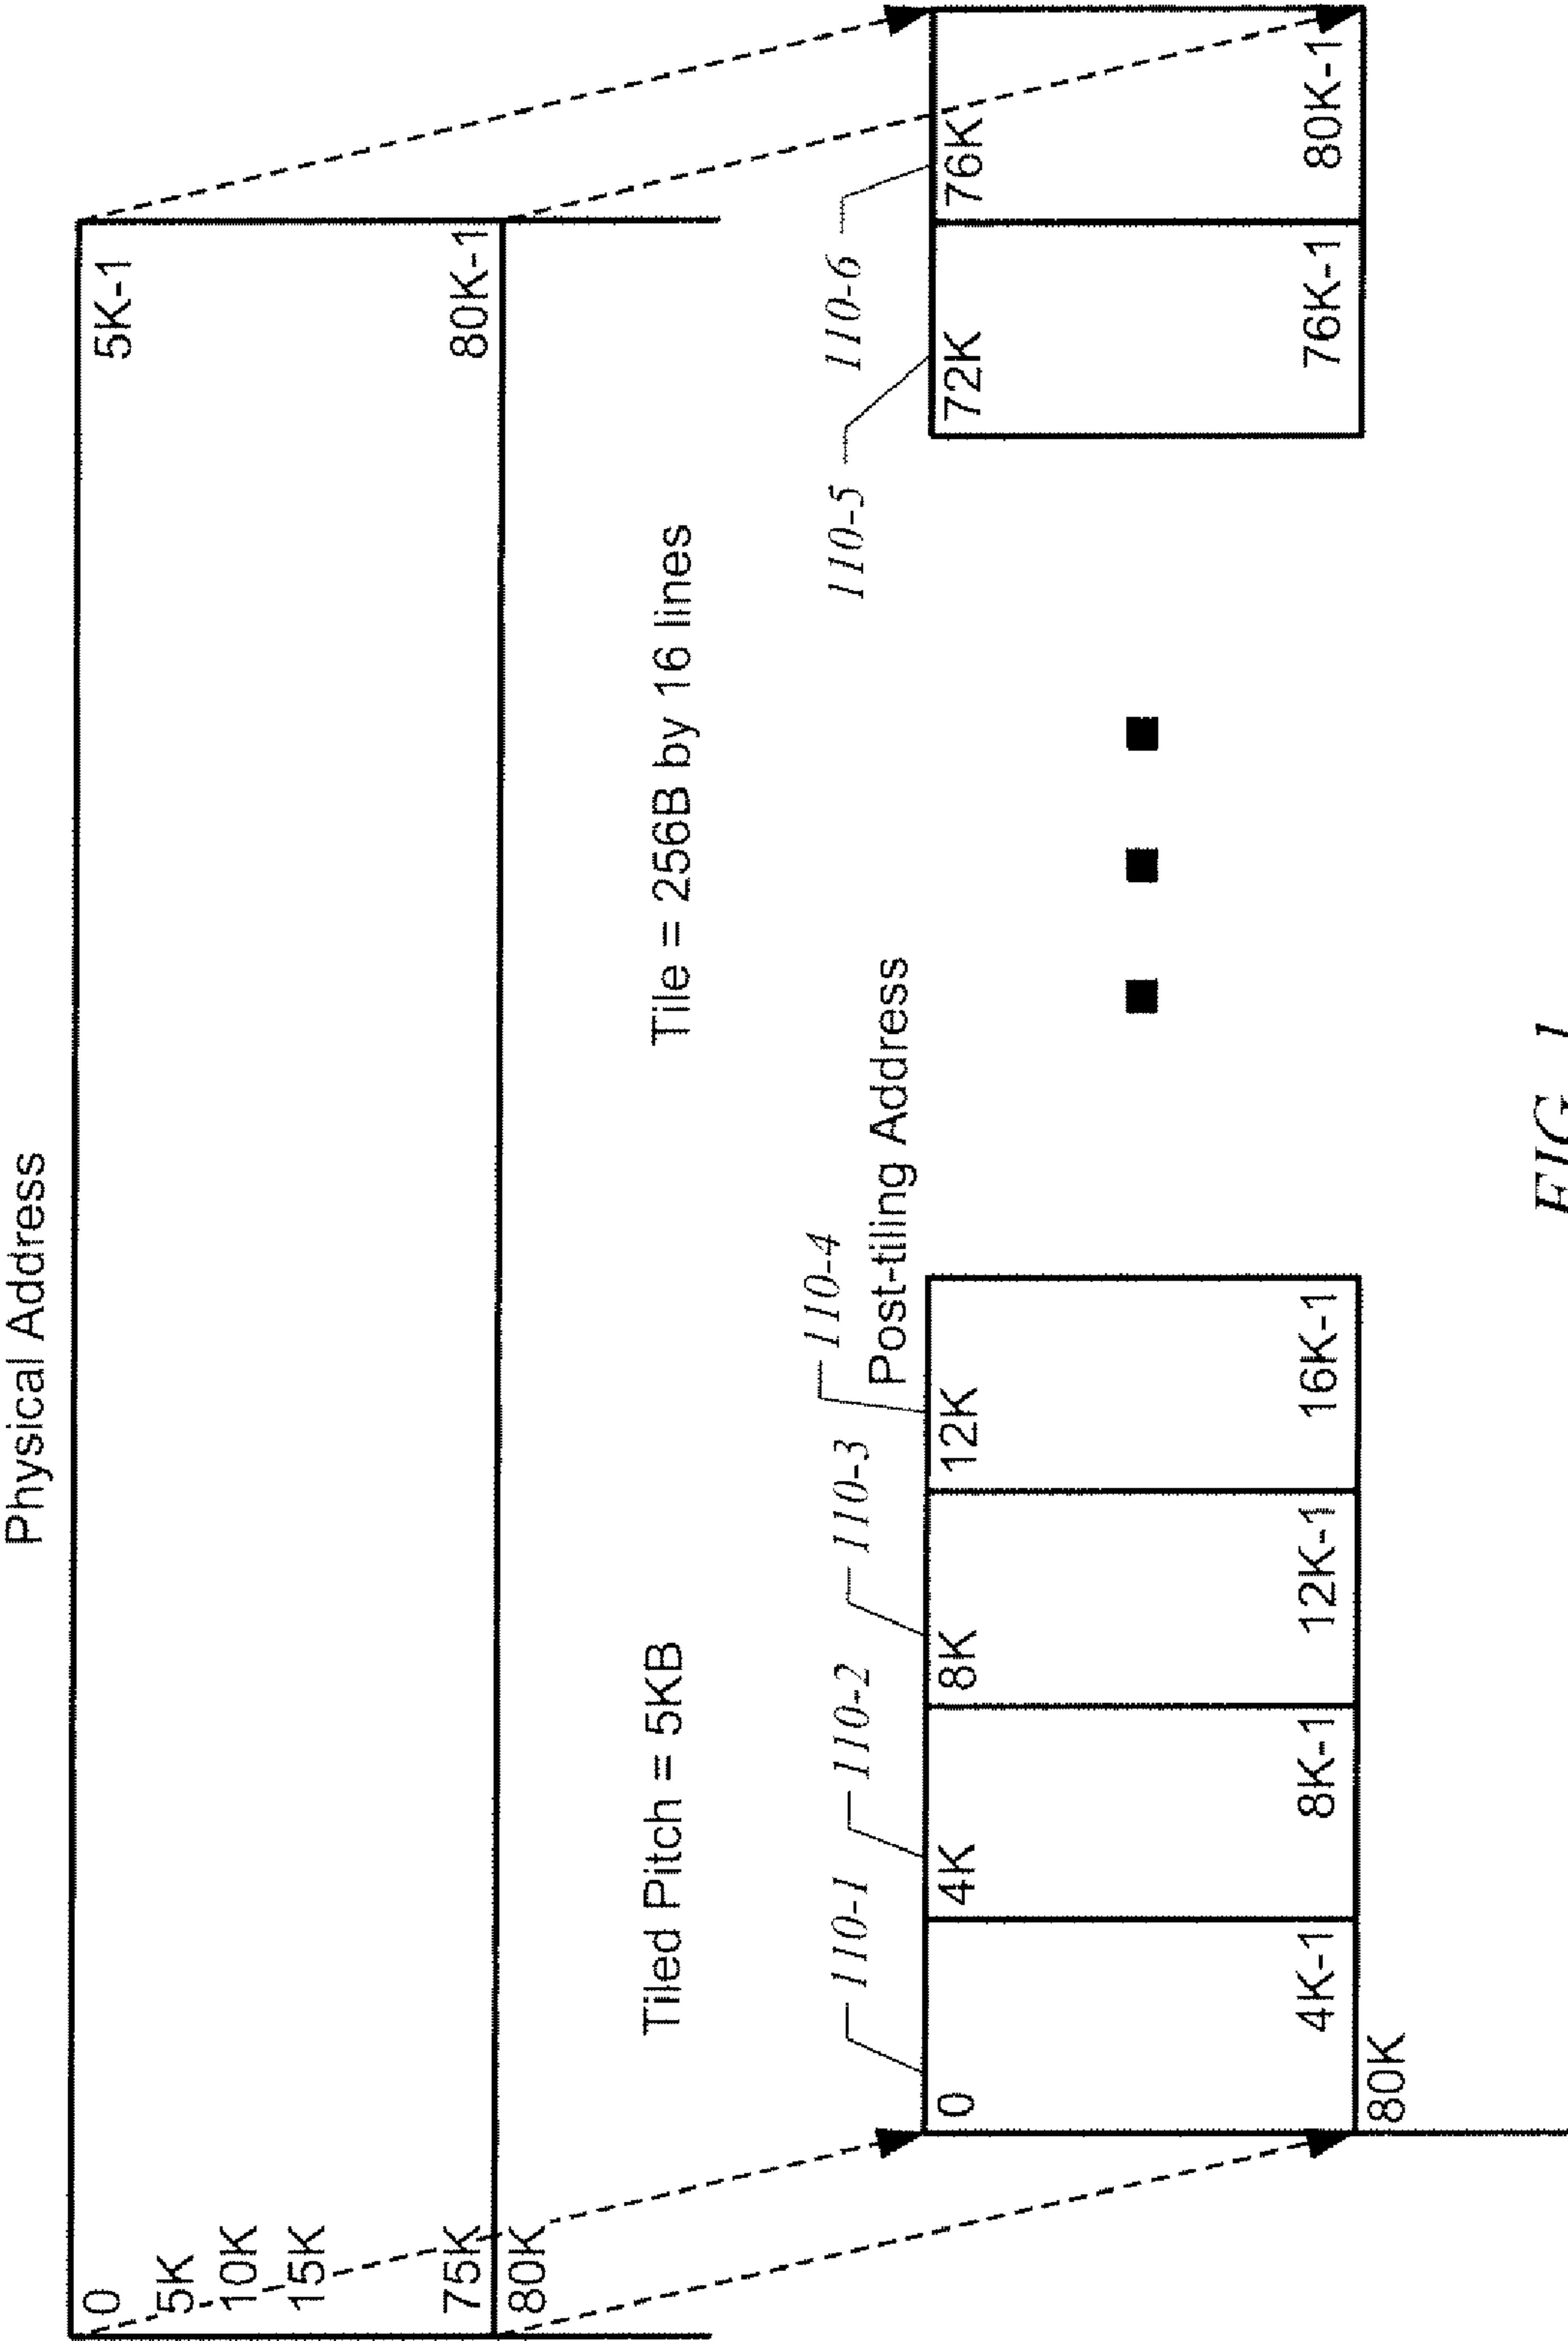 Physical Address
0
5K-1
5K
10K
15K
75K
80K-1
80K
Tiled Pitch = 5KB
Tile = 256B by 16 lines
Post-tiling Address
110-1
110-2
110-3
110-4
110-5
110-6
0
4K
8K
12K
72K
76K
4K-1
8K-1
12K-1
16K-1
76K-1
80K-1
80K
FIG. 1